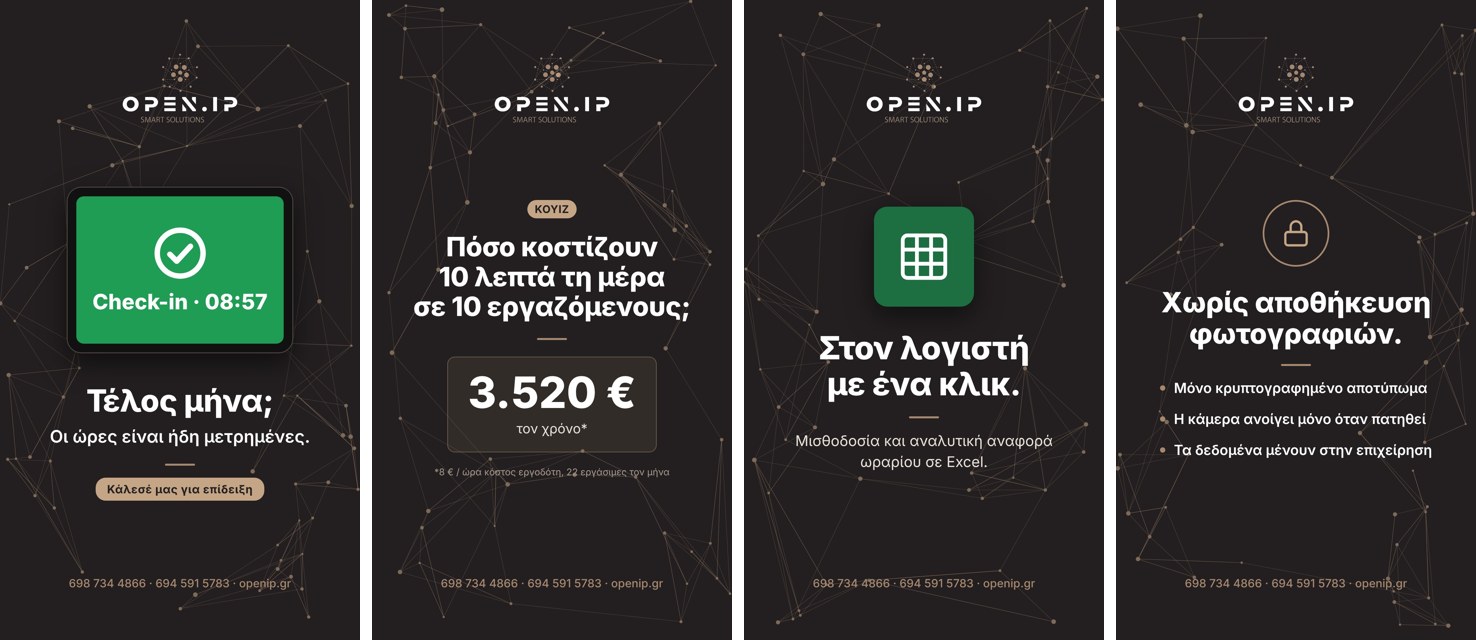 OPEN.IP
SMART SOLUTIONS
Check-in · 08:57
Τέλος μήνα;
Οι ώρες είναι ήδη μετρημένες.
Κάλεσέ μας για επίδειξη
698 734 4866 · 694 591 5783 · openip.gr
OPEN.IP
SMART SOLUTIONS
ΚΟΥΙΖ
Πόσο κοστίζουν
10 λεπτά τη μέρα
σε 10 εργαζόμενους;
3.520 €
τον χρόνο*
*8 € / ώρα κόστος εργοδότη, 22 εργάσιμες τον μήνα
698 734 4866 · 694 591 5783 · openip.gr
OPEN.IP
SMART SOLUTIONS
Στον λογιστή
με ένα κλικ.
Μισθοδοσία και αναλυτική αναφορά
ωραρίου σε Excel.
698 734 4866 · 694 591 5783 · openip.gr
OPEN.IP
SMART SOLUTIONS
Χωρίς αποθήκευση
φωτογραφιών.
Μόνο κρυπτογραφημένο αποτύπωμα
Η κάμερα ανοίγει μόνο όταν πατηθεί
Τα δεδομένα μένουν στην επιχείρηση
698 734 4866 · 694 591 5783 · openip.gr